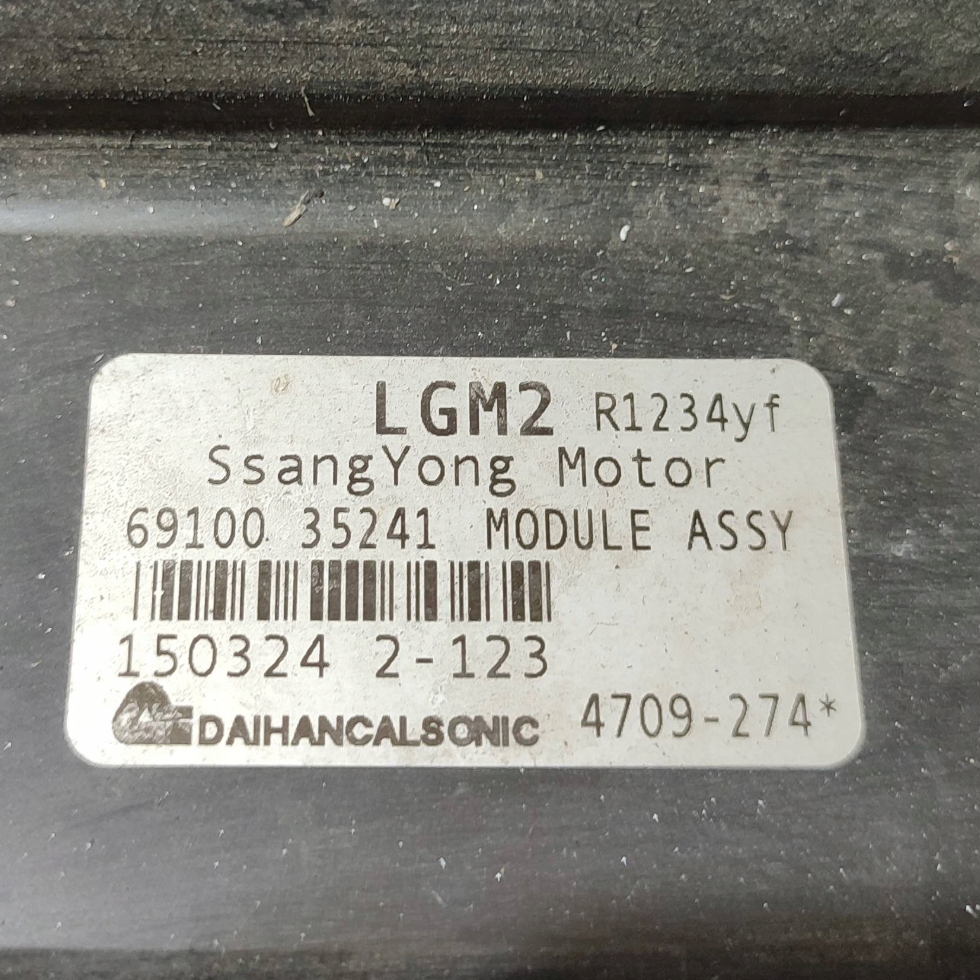 LGM2 R1234yf
SsangYong Motor
69100 35241 MODULE ASSY
150324 2-123
DAIHANCALSONIC 4709-274*